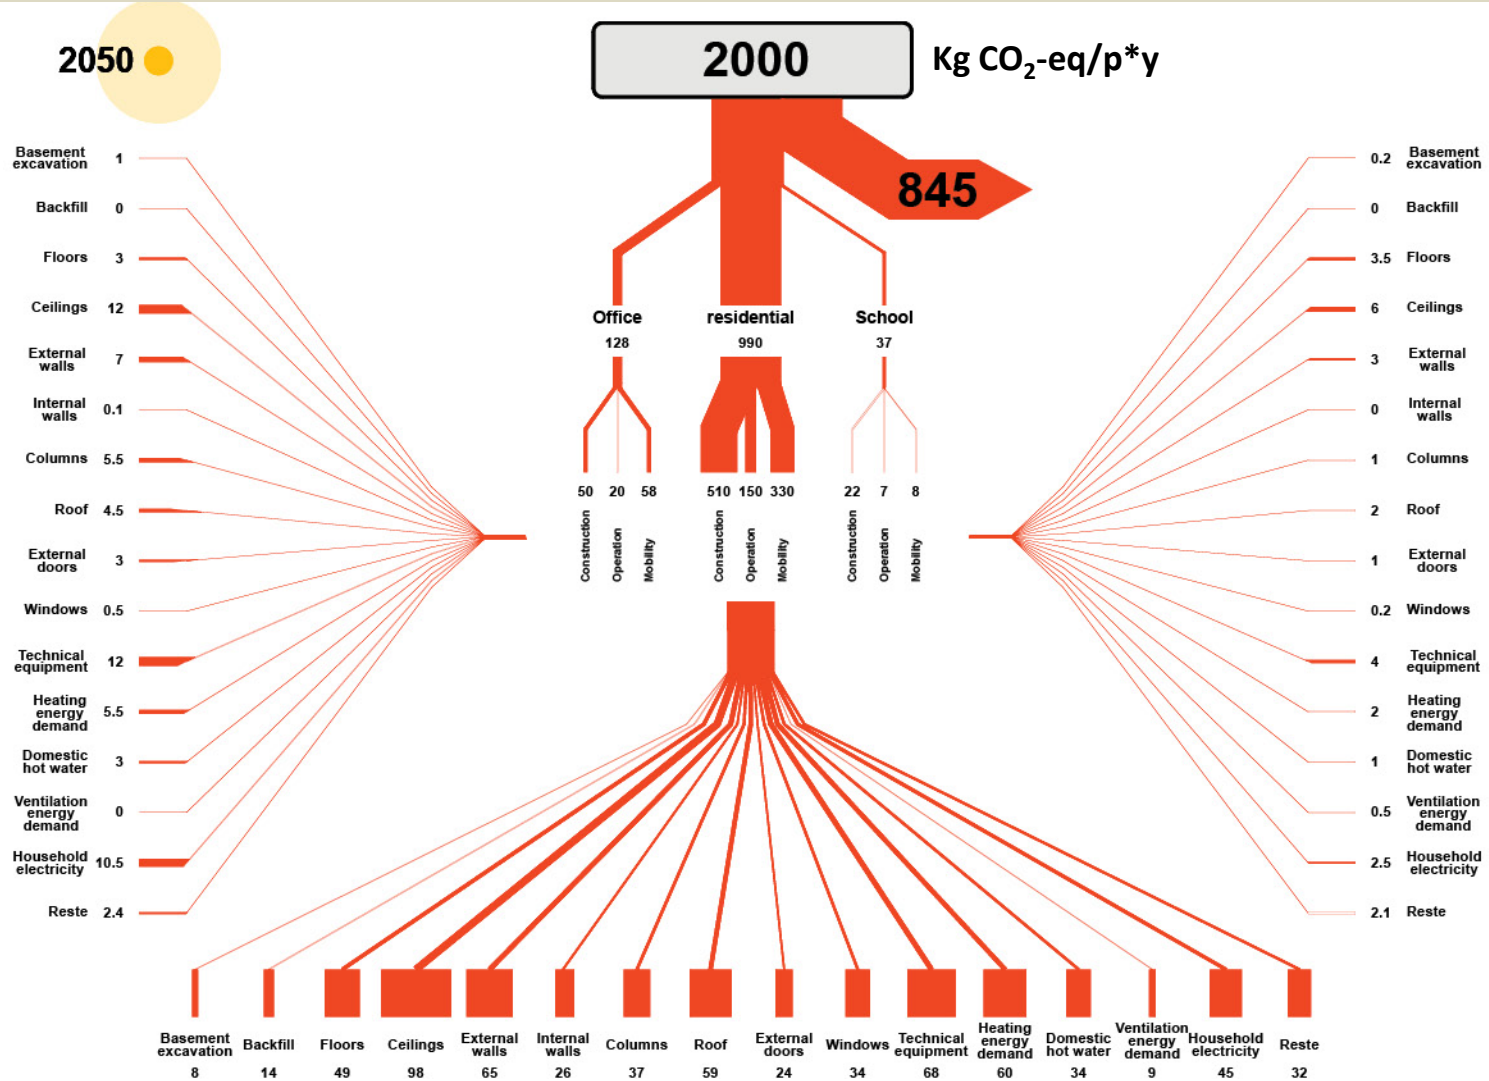 2050
2000
Kg CO2-eq/p*y
845
Basement
excavation
1
Backfill
0
Floors
3
Ceilings
12
External
walls
7
Internal
walls
0.1
Columns
5.5
Roof
4.5
External
doors
3
Windows
0.5
Technical
equipment
12
Heating
energy
demand
5.5
Domestic
hot water
3
Ventilation
energy
demand
0
Household
electricity
10.5
Reste
2.4
Office
128
residential
990
School
37
50
20
58
510
150
330
22
7
8
Construction
Operation
Mobility
Construction
Operation
Mobility
Construction
Operation
Mobility
0.2
Basement
excavation
0
Backfill
3.5
Floors
6
Ceilings
3
External
walls
0
Internal
walls
1
Columns
2
Roof
1
External
doors
0.2
Windows
4
Technical
equipment
2
Heating
energy
demand
1
Domestic
hot water
0.5
Ventilation
energy
demand
2.5
Household
electricity
2.1
Reste
Basement
excavation
8
Backfill
14
Floors
49
Ceilings
98
External
walls
65
Internal
walls
26
Columns
37
Roof
59
External
doors
24
Windows
34
Technical
equipment
68
Heating
energy
demand
60
Domestic
hot water
34
Ventilation
energy
demand
9
Household
electricity
45
Reste
32